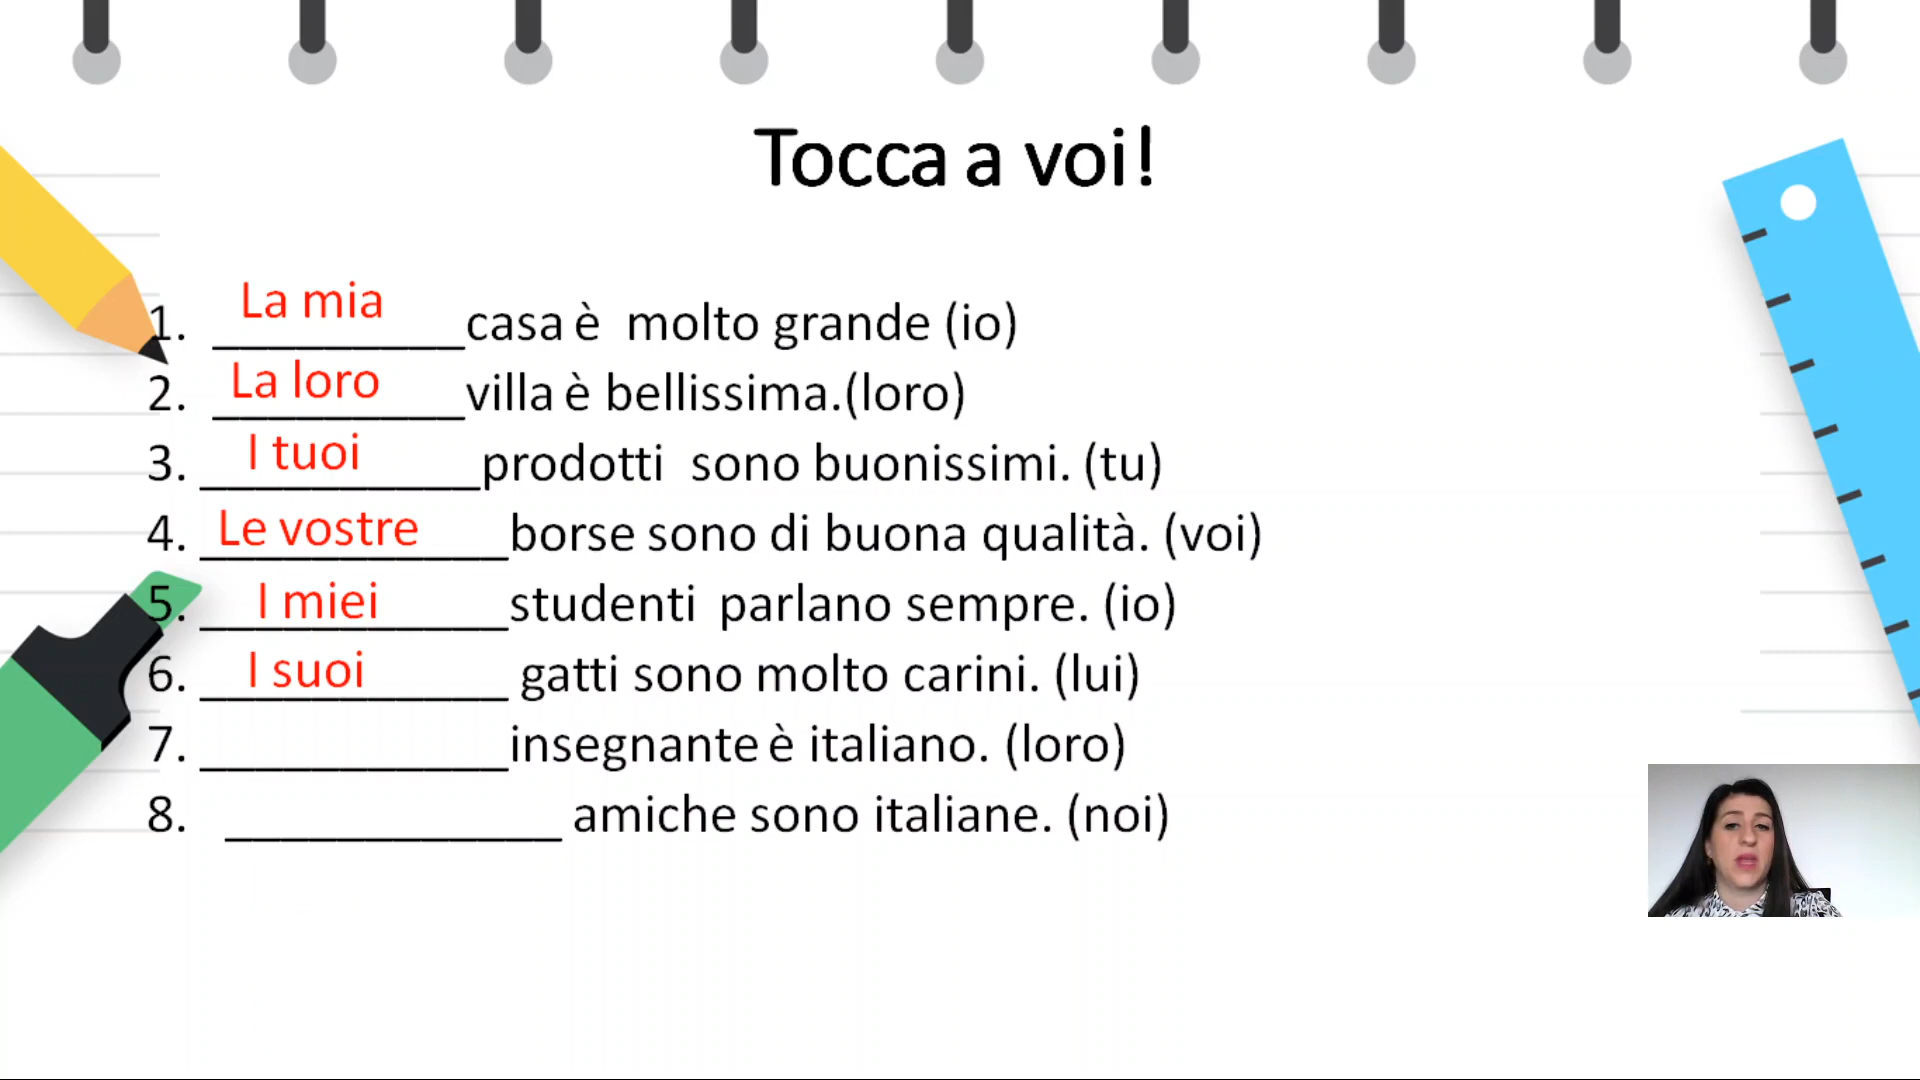 Tocca a voi!
1. La mia casa è molto grande (io)
2. La loro villa è bellissima.(loro)
3. I tuoi prodotti sono buonissimi. (tu)
4. Le vostre borse sono di buona qualità. (voi)
5. I miei studenti parlano sempre. (io)
6. I suoi gatti sono molto carini. (lui)
7. ___________insegnante è italiano. (loro)
8. ____________ amiche sono italiane. (noi)